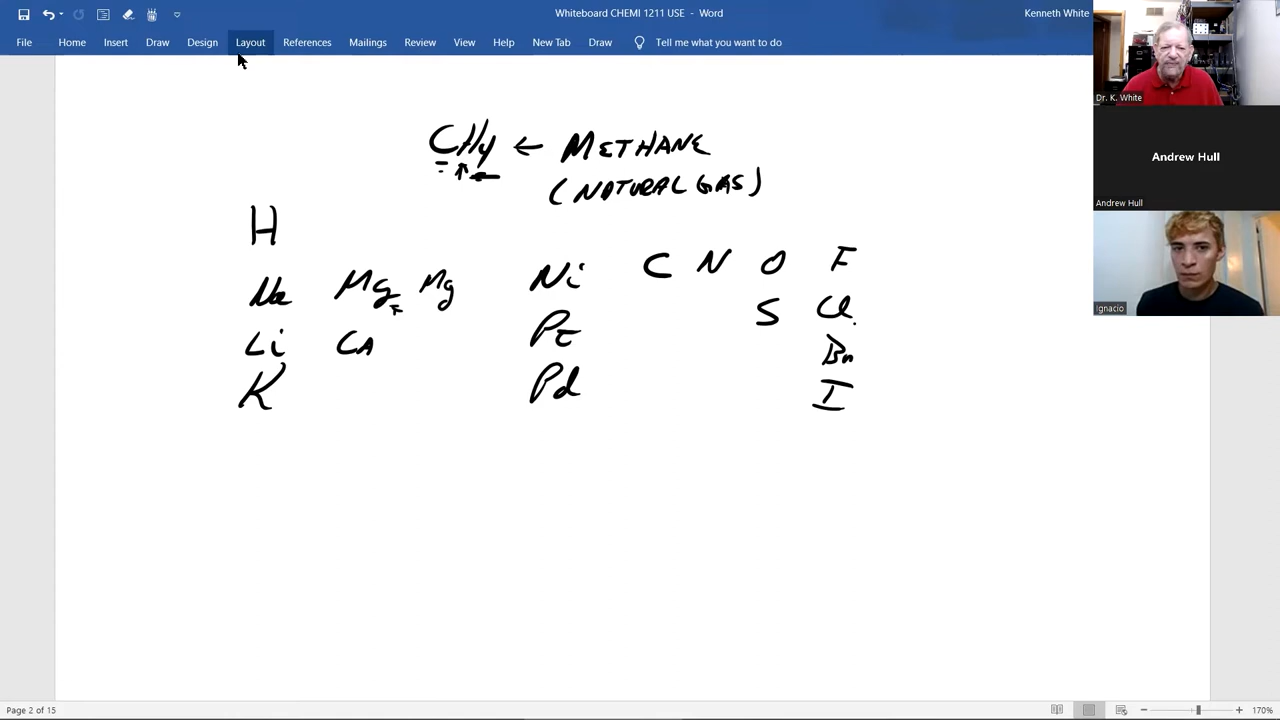 Whiteboard CHEMI 1211 USE - Word
Kenneth White
File Home Insert Draw Design Layout References Mailings Review View Help New Tab Draw Tell me what you want to do
Dr. K. White
Andrew Hull
Andrew Hull
Ignacio
CH4 ← METHANE
(NATURAL GAS)
H
C N O F
Na Mg Mg Ni
S Cl
Li CA Pt
Br
K Pd I
Page 2 of 15
170%